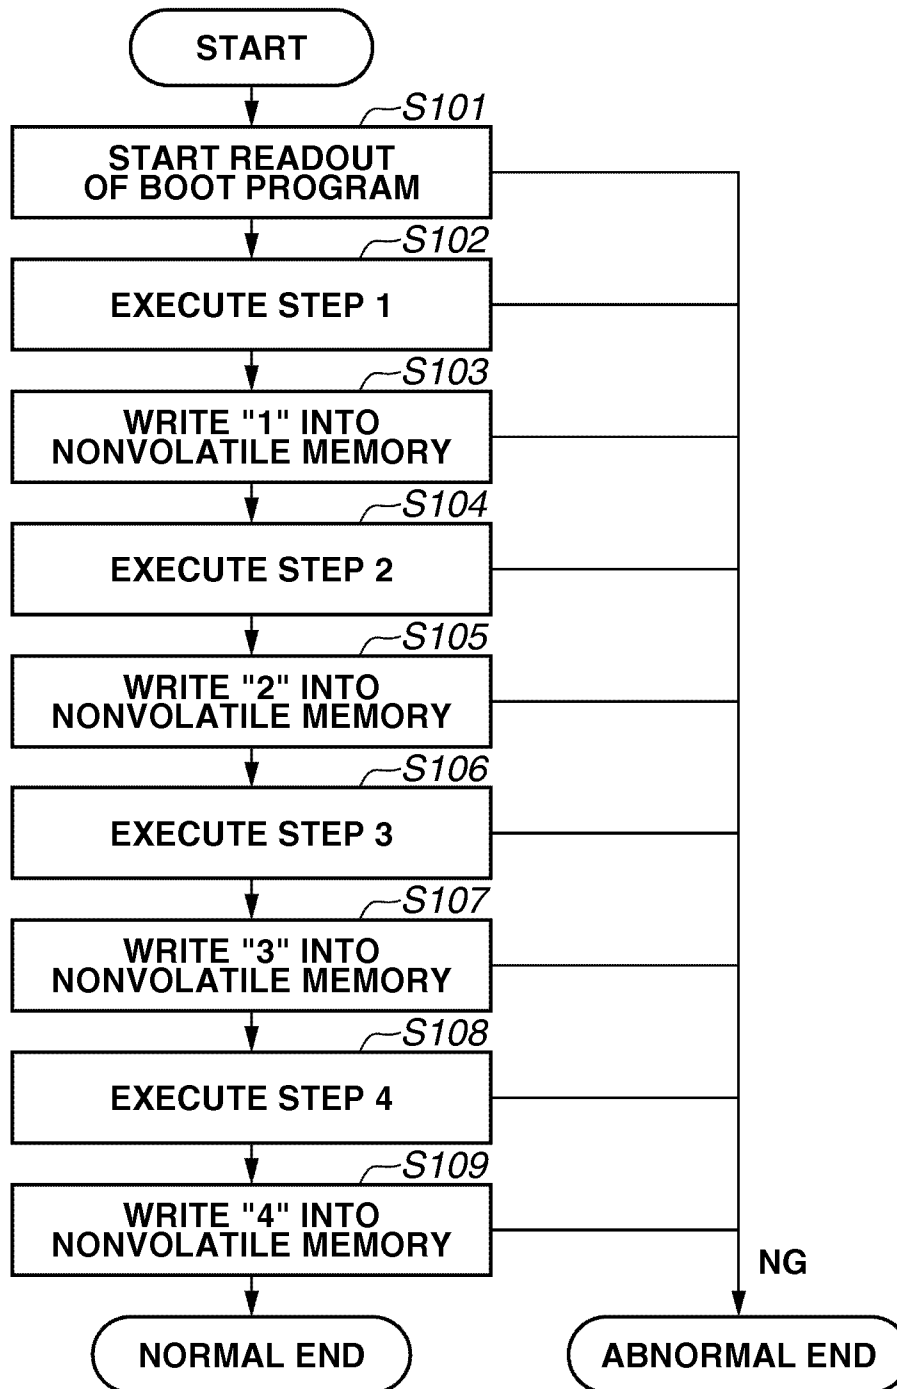 START
S101
START READOUT
OF BOOT PROGRAM
S102
EXECUTE STEP 1
S103
WRITE "1" INTO
NONVOLATILE MEMORY
S104
EXECUTE STEP 2
S105
WRITE "2" INTO
NONVOLATILE MEMORY
S106
EXECUTE STEP 3
S107
WRITE "3" INTO
NONVOLATILE MEMORY
S108
EXECUTE STEP 4
S109
WRITE "4" INTO
NONVOLATILE MEMORY
NG
NORMAL END
ABNORMAL END